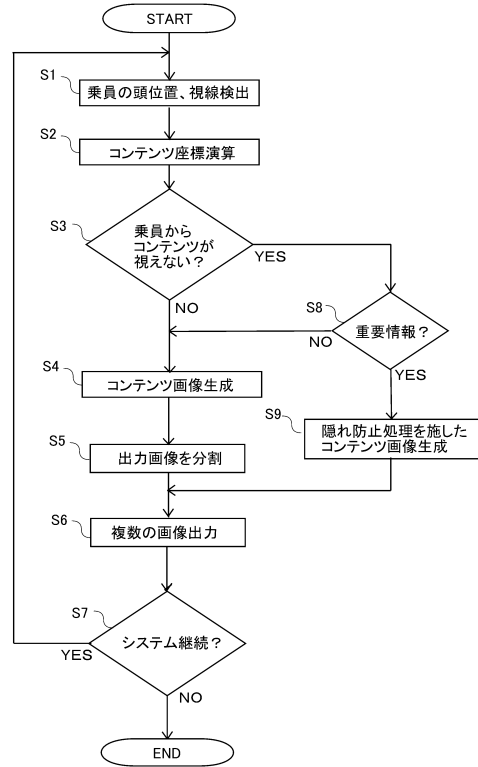 START
S1
乗員の頭位置、視線検出
S2
コンテンツ座標演算
S3
乗員から
コンテンツが
視えない？
YES
NO
S8
重要情報？
NO
YES
S4
コンテンツ画像生成
S9
隠れ防止処理を施した
コンテンツ画像生成
S5
出力画像を分割
S6
複数の画像出力
S7
システム継続？
YES
NO
END